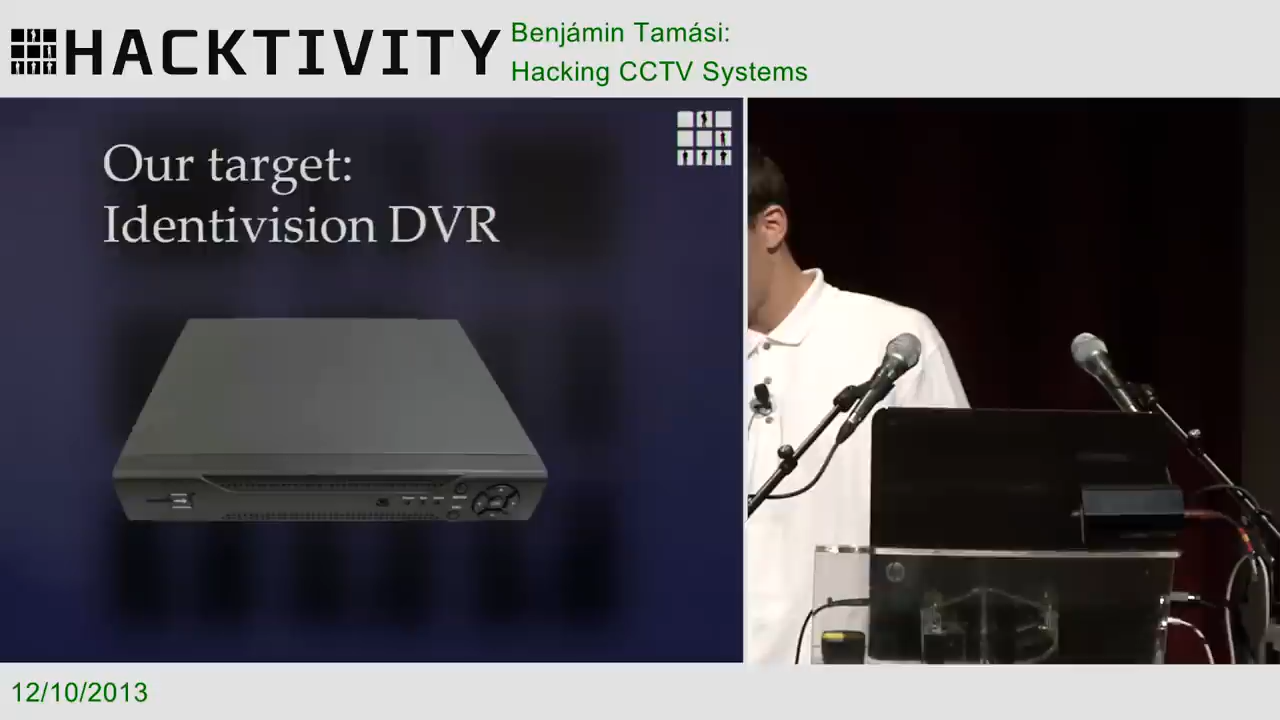 HACKTIVITY
Benjámin Tamási:
Hacking CCTV Systems
Our target:
Identivision DVR
12/10/2013